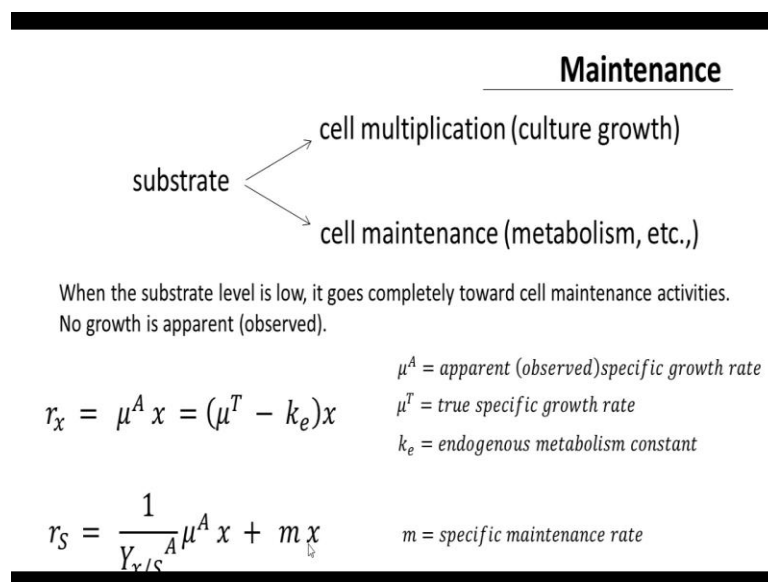 Maintenance
cell multiplication (culture growth)
substrate
cell maintenance (metabolism, etc.,)
When the substrate level is low, it goes completely toward cell maintenance activities.
No growth is apparent (observed).
μ^A = apparent (observed)specific growth rate
r_x = μ^A x = (μ^T − k_e)x
μ^T = true specific growth rate
k_e = endogenous metabolism constant
r_S = 1/Y_{x/S}^A μ^A x + m x
m = specific maintenance rate